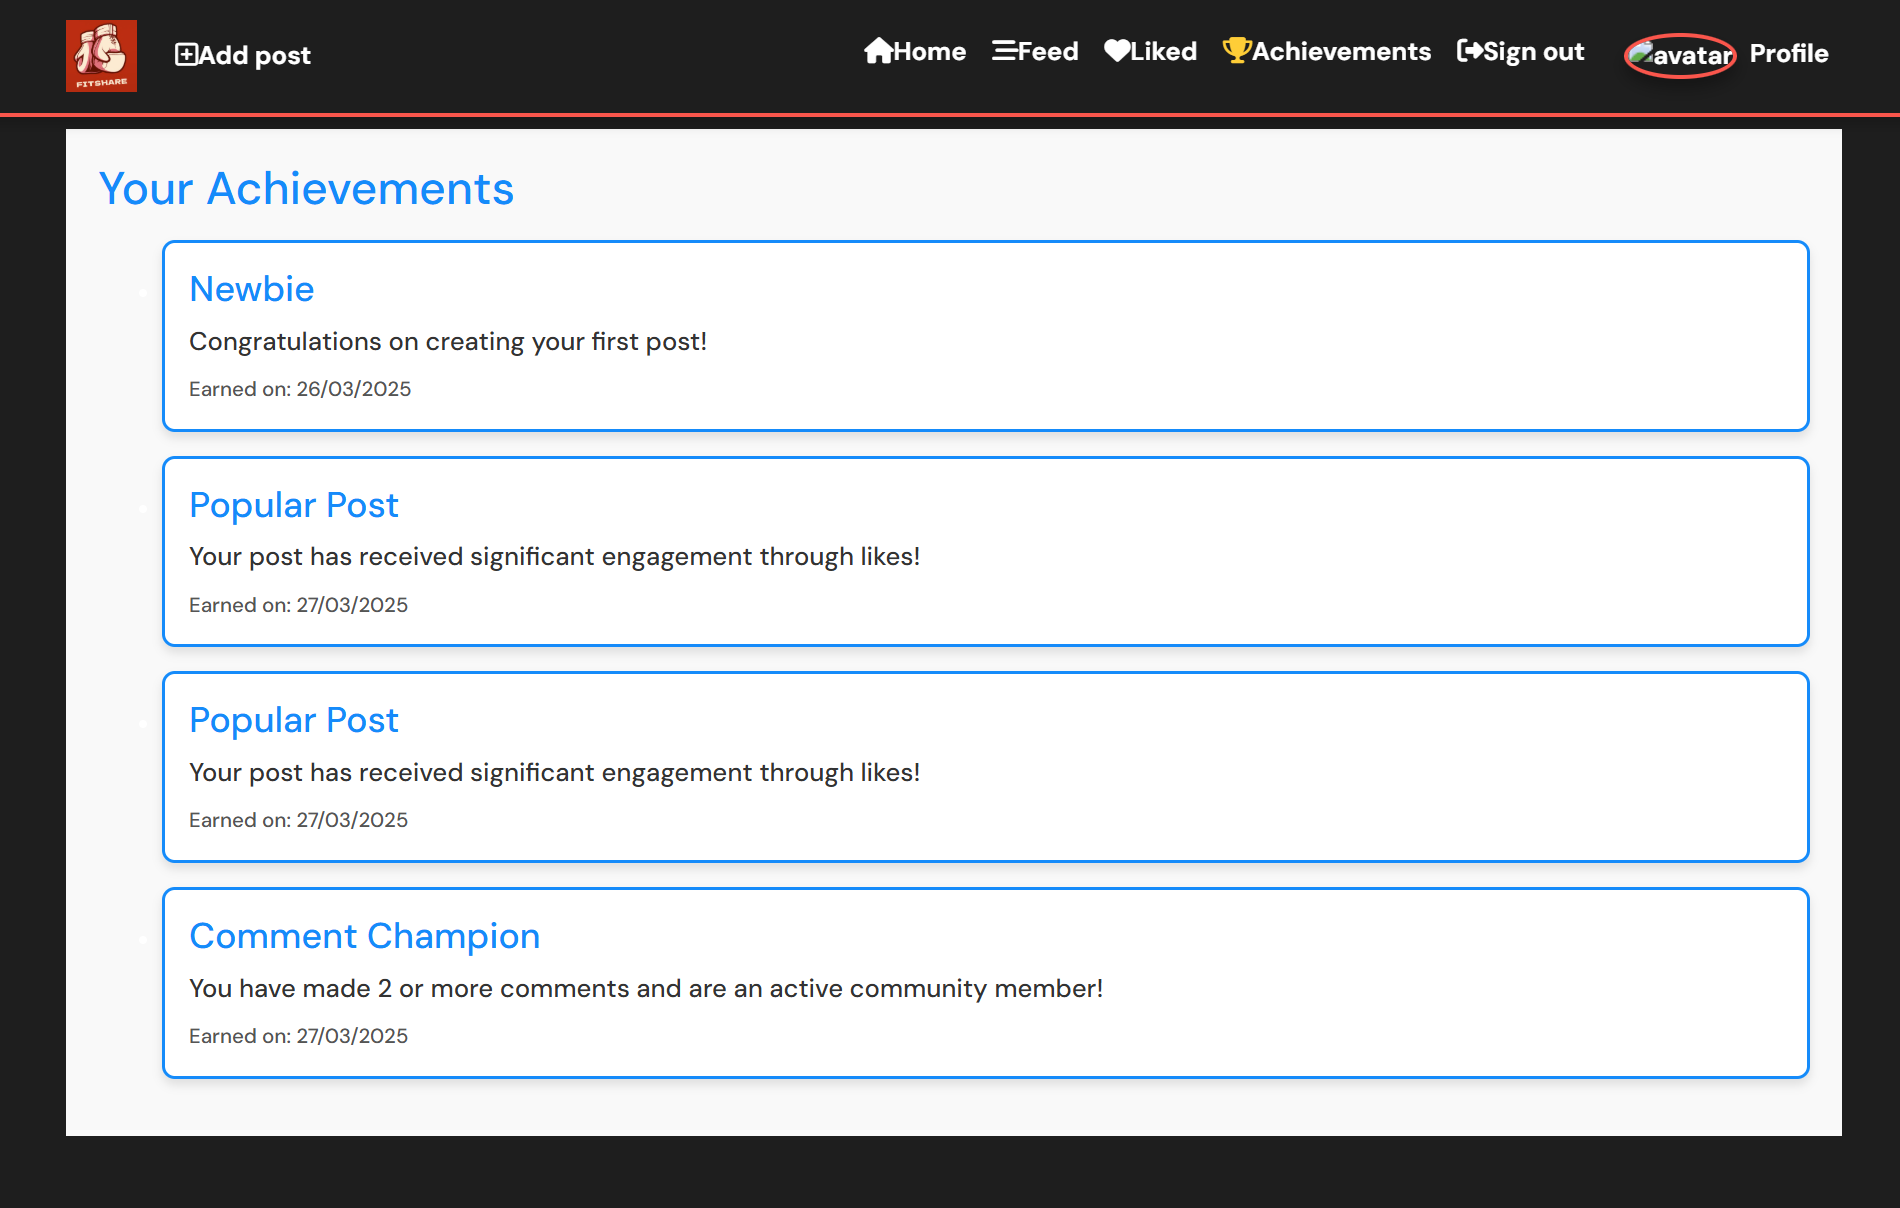 FITSHARE
Add post
Home
Feed
Liked
Achievements
Sign out
avatar
Profile
Your Achievements
Newbie
Congratulations on creating your first post!
Earned on: 26/03/2025
Popular Post
Your post has received significant engagement through likes!
Earned on: 27/03/2025
Popular Post
Your post has received significant engagement through likes!
Earned on: 27/03/2025
Comment Champion
You have made 2 or more comments and are an active community member!
Earned on: 27/03/2025